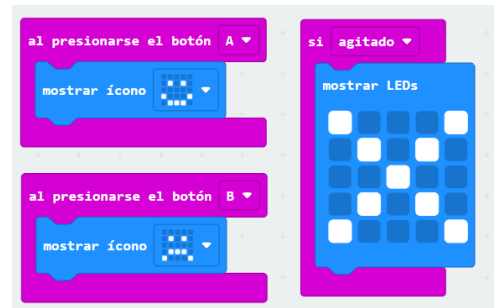 al presionarse el botón A
mostrar ícono
al presionarse el botón B
mostrar ícono
si agitado
mostrar LEDs